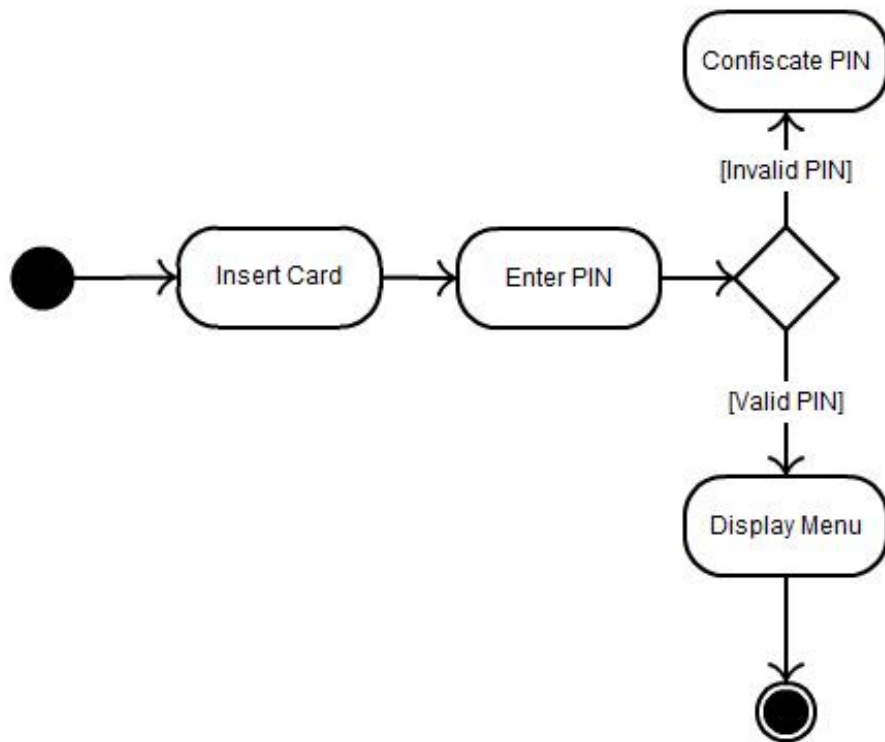 Confiscate PIN
[Invalid PIN]
Insert Card
Enter PIN
[Valid PIN]
Display Menu